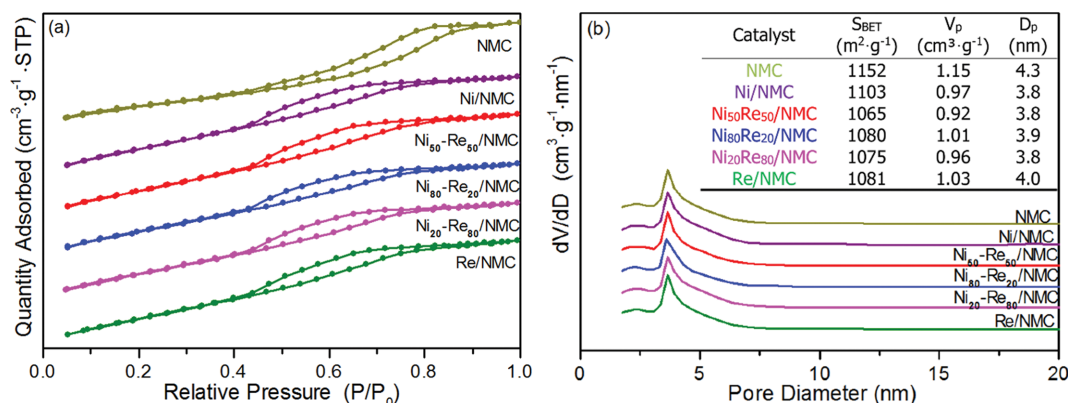 (a)
Quantity Adsorbed (cm⁻³·g⁻¹·STP)
NMC
Ni/NMC
Ni₅₀-Re₅₀/NMC
Ni₈₀-Re₂₀/NMC
Ni₂₀-Re₈₀/NMC
Re/NMC
0.0 0.2 0.4 0.6 0.8 1.0
Relative Pressure (P/P₀)
(b)
dV/dD (cm³·g⁻¹·nm⁻¹)
Catalyst S_BET (m²·g⁻¹) V_p (cm³·g⁻¹) D_p (nm)
NMC 1152 1.15 4.3
Ni/NMC 1103 0.97 3.8
Ni₅₀Re₅₀/NMC 1065 0.92 3.8
Ni₈₀Re₂₀/NMC 1080 1.01 3.9
Ni₂₀Re₈₀/NMC 1075 0.96 3.8
Re/NMC 1081 1.03 4.0
NMC
Ni/NMC
Ni₅₀-Re₅₀/NMC
Ni₈₀-Re₂₀/NMC
Ni₂₀-Re₈₀/NMC
Re/NMC
0 5 10 15 20
Pore Diameter (nm)